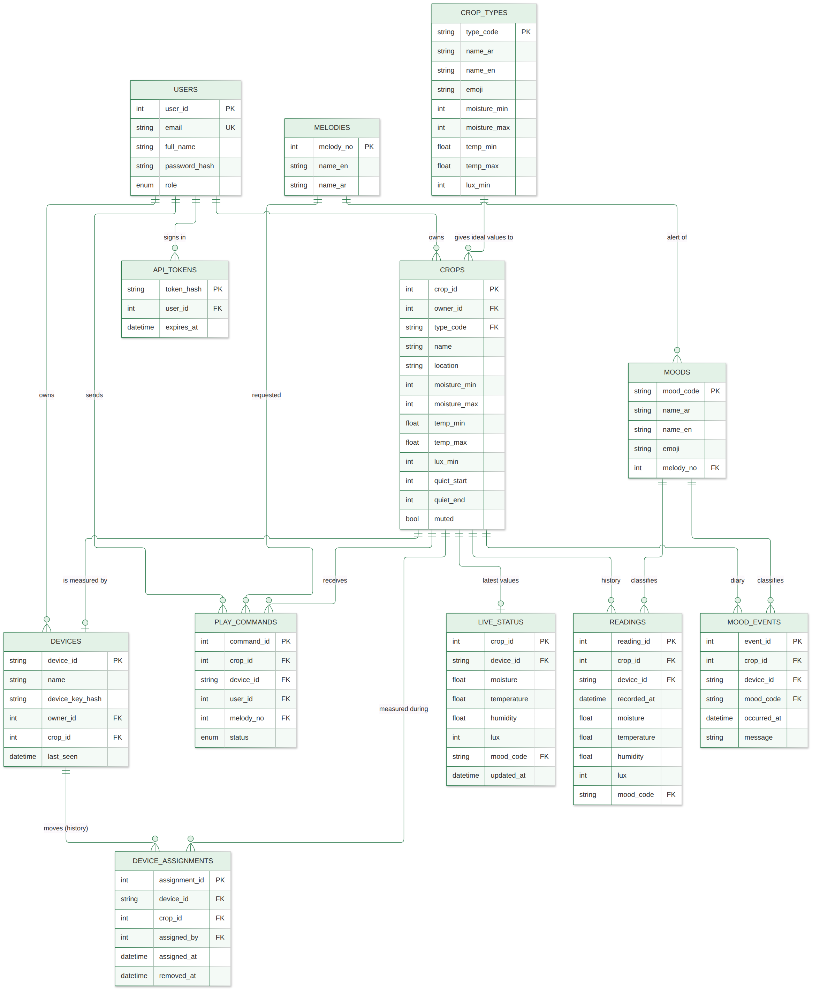 CROP_TYPES
string type_code PK
string name_ar
string name_en
string emoji
int moisture_min
int moisture_max
float temp_min
float temp_max
int lux_min
USERS
int user_id PK
string email UK
string full_name
string password_hash
enum role
MELODIES
int melody_no PK
string name_en
string name_ar
signs in
owns
gives ideal values to
alert of
API_TOKENS
string token_hash PK
int user_id FK
datetime expires_at
CROPS
int crop_id PK
int owner_id FK
string type_code FK
string name
string location
int moisture_min
int moisture_max
float temp_min
float temp_max
int lux_min
int quiet_start
int quiet_end
bool muted
MOODS
string mood_code PK
string name_ar
string name_en
string emoji
int melody_no FK
owns
sends
requested
is measured by
receives
latest values
history
classifies
diary
classifies
DEVICES
string device_id PK
string name
string device_key_hash
int owner_id FK
int crop_id FK
datetime last_seen
PLAY_COMMANDS
int command_id PK
int crop_id FK
string device_id FK
int user_id FK
int melody_no FK
enum status
measured during
LIVE_STATUS
int crop_id PK
string device_id FK
float moisture
float temperature
float humidity
int lux
string mood_code FK
datetime updated_at
READINGS
int reading_id PK
int crop_id FK
string device_id FK
datetime recorded_at
float moisture
float temperature
float humidity
int lux
string mood_code FK
MOOD_EVENTS
int event_id PK
int crop_id FK
string device_id FK
string mood_code FK
datetime occurred_at
string message
moves (history)
DEVICE_ASSIGNMENTS
int assignment_id PK
string device_id FK
int crop_id FK
int assigned_by FK
datetime assigned_at
datetime removed_at